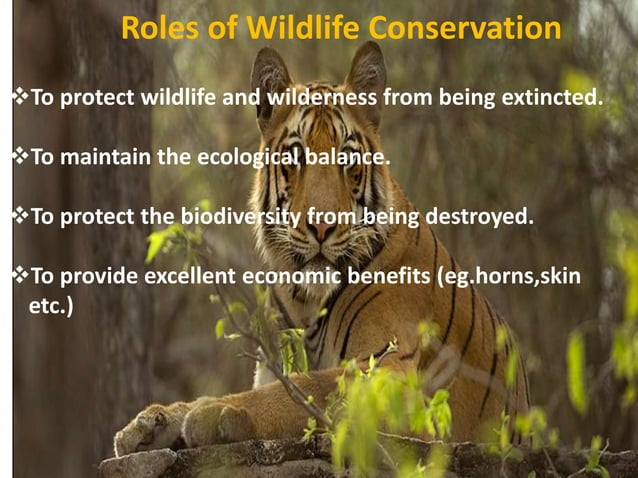 Roles of Wildlife Conservation
❖To protect wildlife and wilderness from being extincted.
❖To maintain the ecological balance.
❖To protect the biodiversity from being destroyed.
❖To provide excellent economic benefits (eg.horns,skin
etc.)